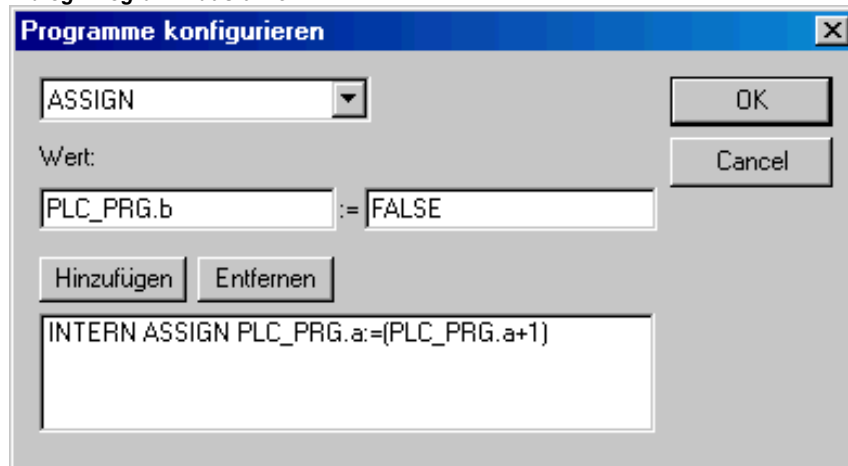 Programme konfigurieren
ASSIGN
OK
Wert:
Cancel
PLC_PRG.b := FALSE
Hinzufügen Entfernen
INTERN ASSIGN PLC_PRG.a:=(PLC_PRG.a+1)